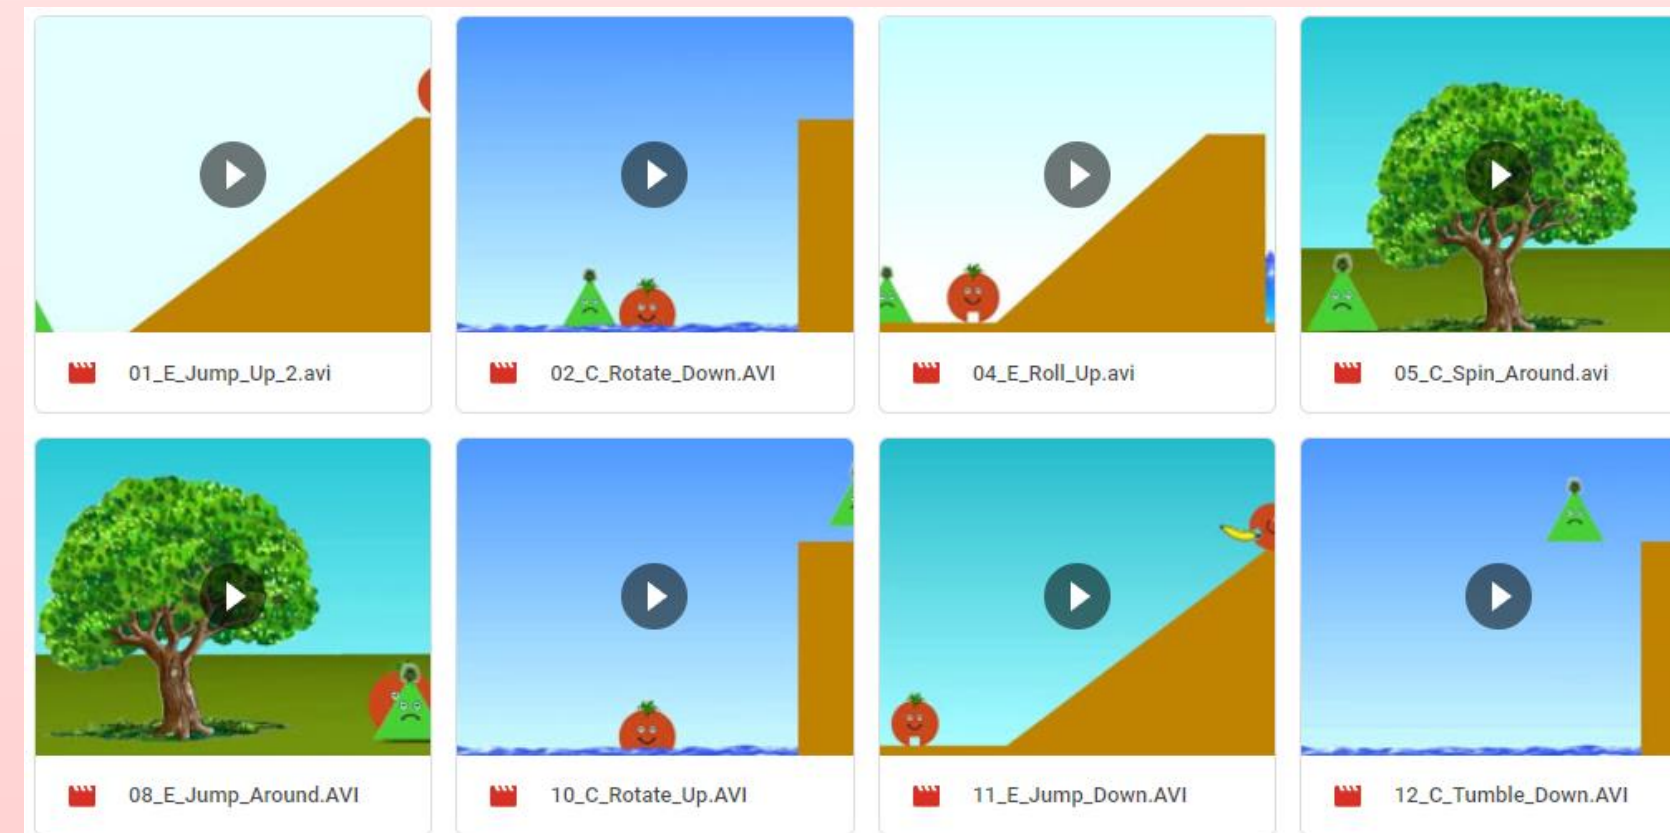 01_E_Jump_Up_2.avi
02_C_Rotate_Down.AVI
04_E_Roll_Up.avi
05_C_Spin_Around.avi
08_E_Jump_Around.AVI
10_C_Rotate_Up.AVI
11_E_Jump_Down.AVI
12_C_Tumble_Down.AVI